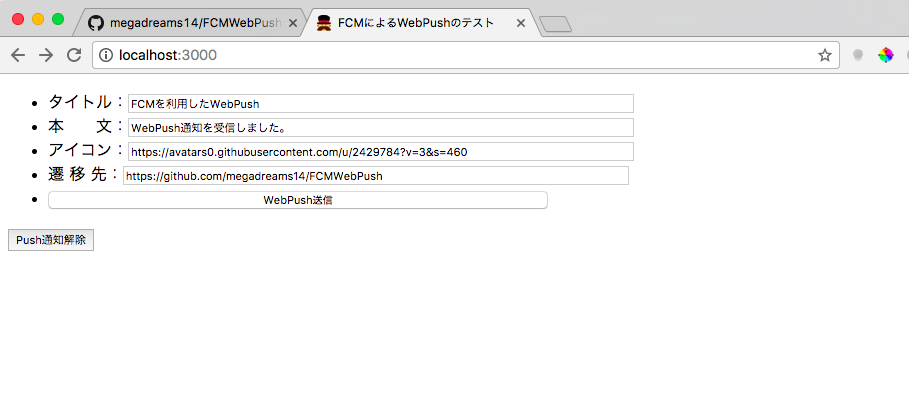 megadreams14/FCMWebPush
FCMによるWebPushのテスト
localhost:3000
タイトル：FCMを利用したWebPush
本　　文：WebPush通知を受信しました。
アイコン：https://avatars0.githubusercontent.com/u/2429784?v=3&s=460
遷 移 先：https://github.com/megadreams14/FCMWebPush
WebPush送信
Push通知解除